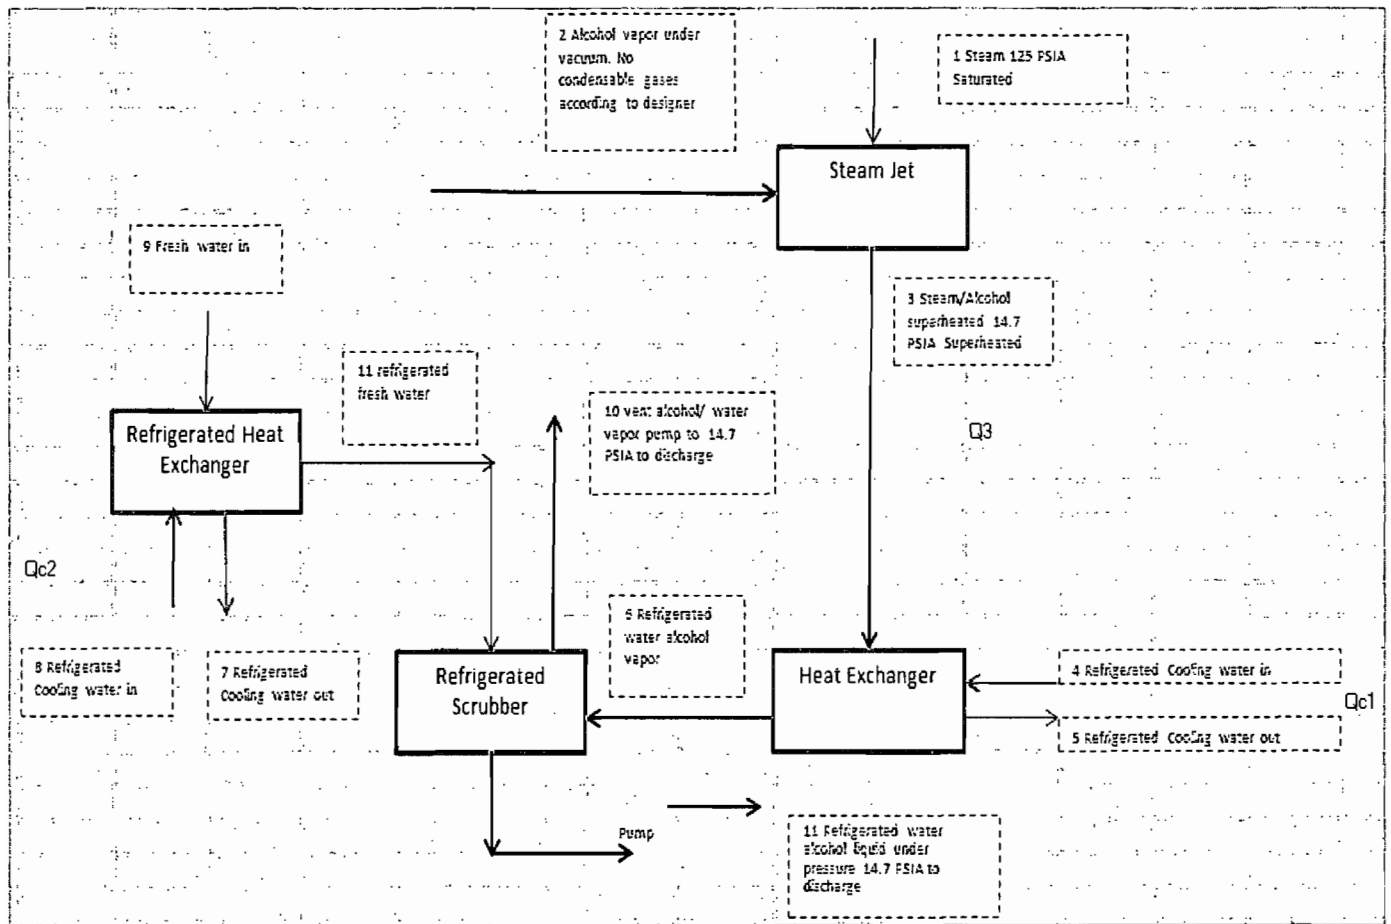 2 Alcohol vapor under
vacuum. No
condensable gases
according to designer
1 Steam 125 PSIA
Saturated
Steam Jet
9 Fresh water in
3 Steam/Alcohol
superheated 14.7
PSIA Superheated
11 refrigerated
fresh water
10 vent alcohol/ water
vapor pump to 14.7
PSIA to discharge
Q3
Refrigerated Heat
Exchanger
Qc2
6 Refrigerated
water alcohol
vapor
8 Refrigerated
Cooling water in
7 Refrigerated
Cooling water out
Refrigerated
Scrubber
Heat Exchanger
4 Refrigerated Cooling water in
Qc1
5 Refrigerated Cooling water out
Pump
11 Refrigerated water
alcohol liquid under
pressure 14.7 PSIA to
discharge